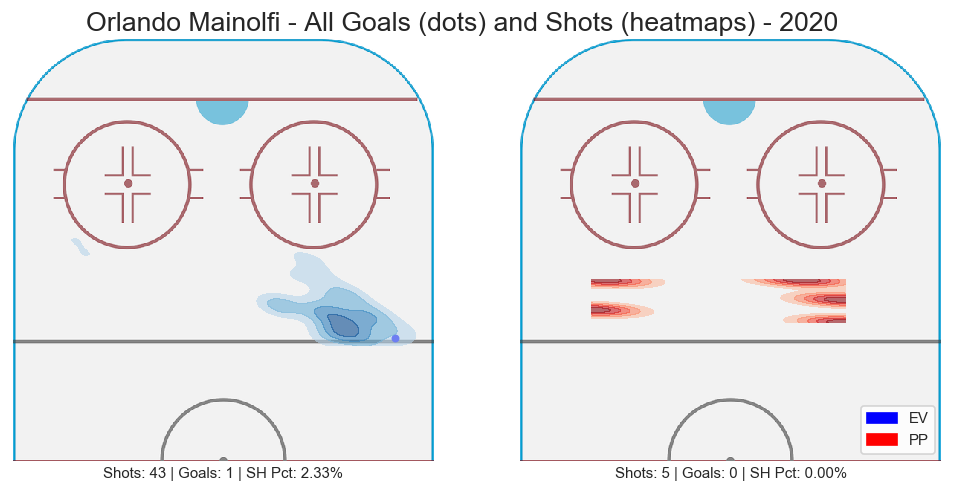 Orlando Mainolfi - All Goals (dots) and Shots (heatmaps) - 2020
EV
PP
Shots: 43 | Goals: 1 | SH Pct: 2.33%
Shots: 5 | Goals: 0 | SH Pct: 0.00%